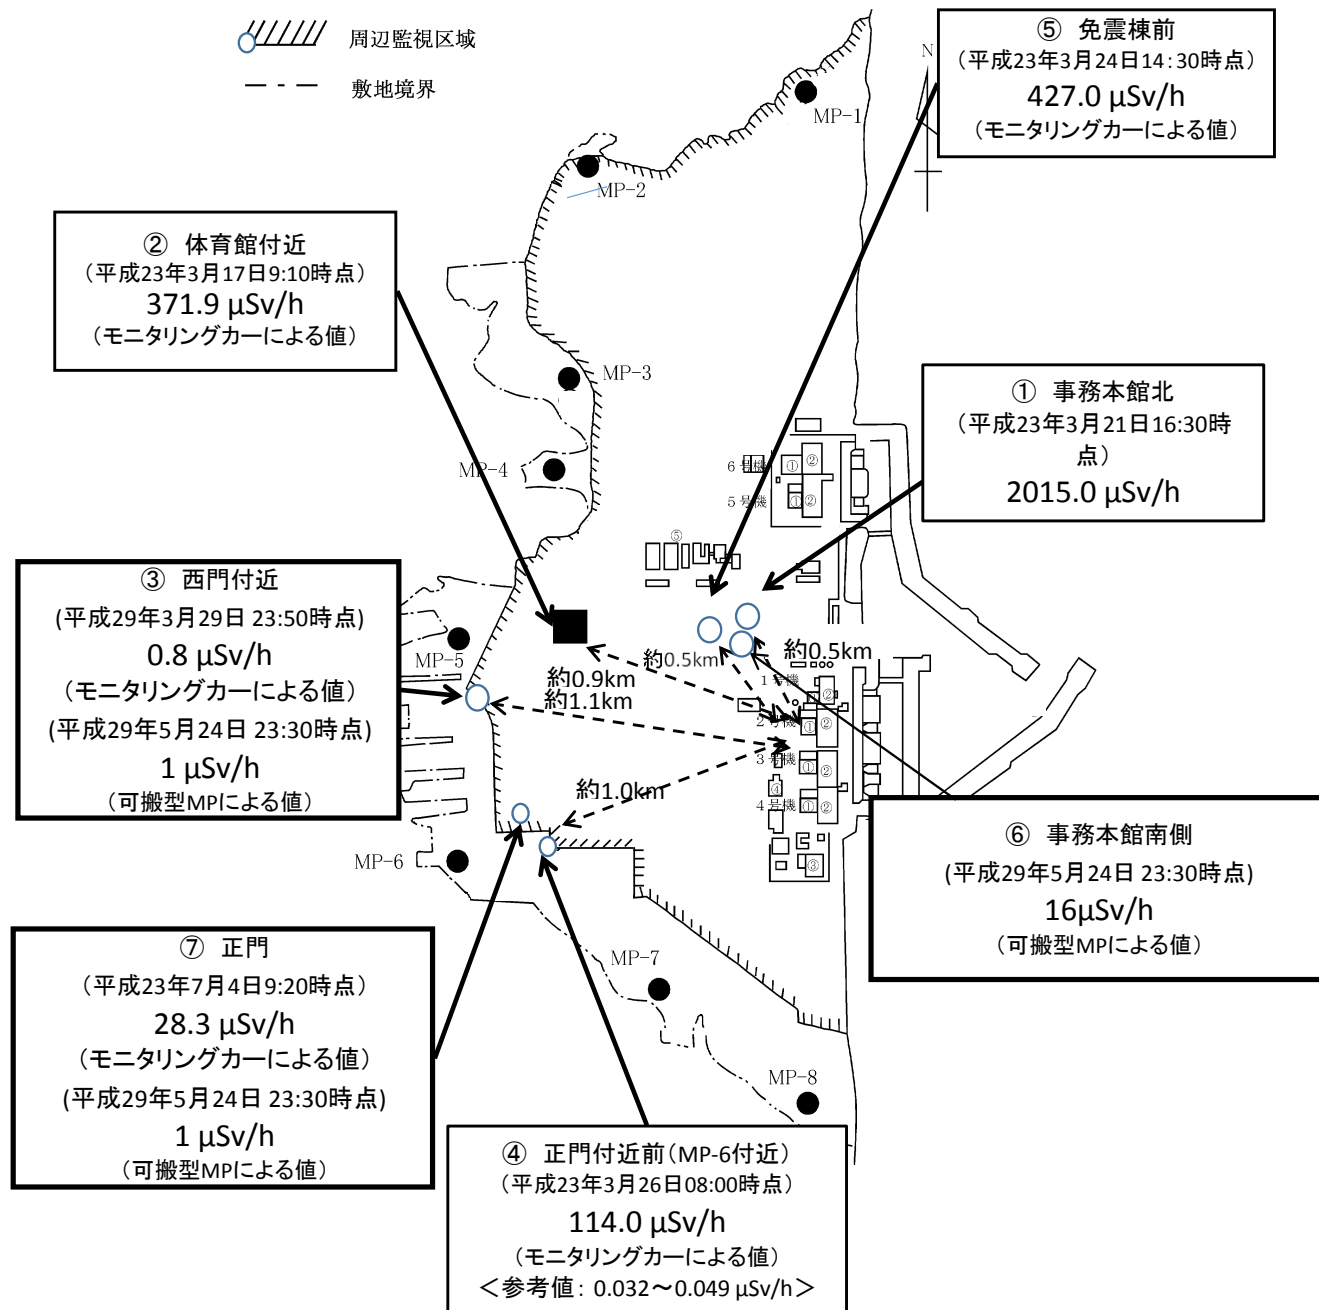 周辺監視区域
敷地境界
N
⑤ 免震棟前
(平成23年3月24日14:30時点)
427.0 μSv/h
(モニタリングカーによる値)
MP-1
MP-2
② 体育館付近
(平成23年3月17日9:10時点)
371.9 μSv/h
(モニタリングカーによる値)
MP-3
① 事務本館北
(平成23年3月21日16:30時
点)
2015.0 μSv/h
MP-4
6号機
①
②
5号機
①
②
⑤
③ 西門付近
(平成29年3月29日 23:50時点)
0.8 μSv/h
(モニタリングカーによる値)
(平成29年5月24日 23:30時点)
1 μSv/h
(可搬型MPによる値)
MP-5
約0.5km
約0.5km
約0.9km
約1.1km
1号機
②
2号機
①
②
3号機
①
②
約1.0km
④
4号機
①
②
③
MP-6
⑥ 事務本館南側
(平成29年5月24日 23:30時点)
16μSv/h
(可搬型MPによる値)
⑦ 正門
(平成23年7月4日9:20時点)
28.3 μSv/h
(モニタリングカーによる値)
(平成29年5月24日 23:30時点)
1 μSv/h
(可搬型MPによる値)
MP-7
MP-8
④ 正門付近前(MP-6付近)
(平成23年3月26日08:00時点)
114.0 μSv/h
(モニタリングカーによる値)
<参考値: 0.032~0.049 μSv/h>